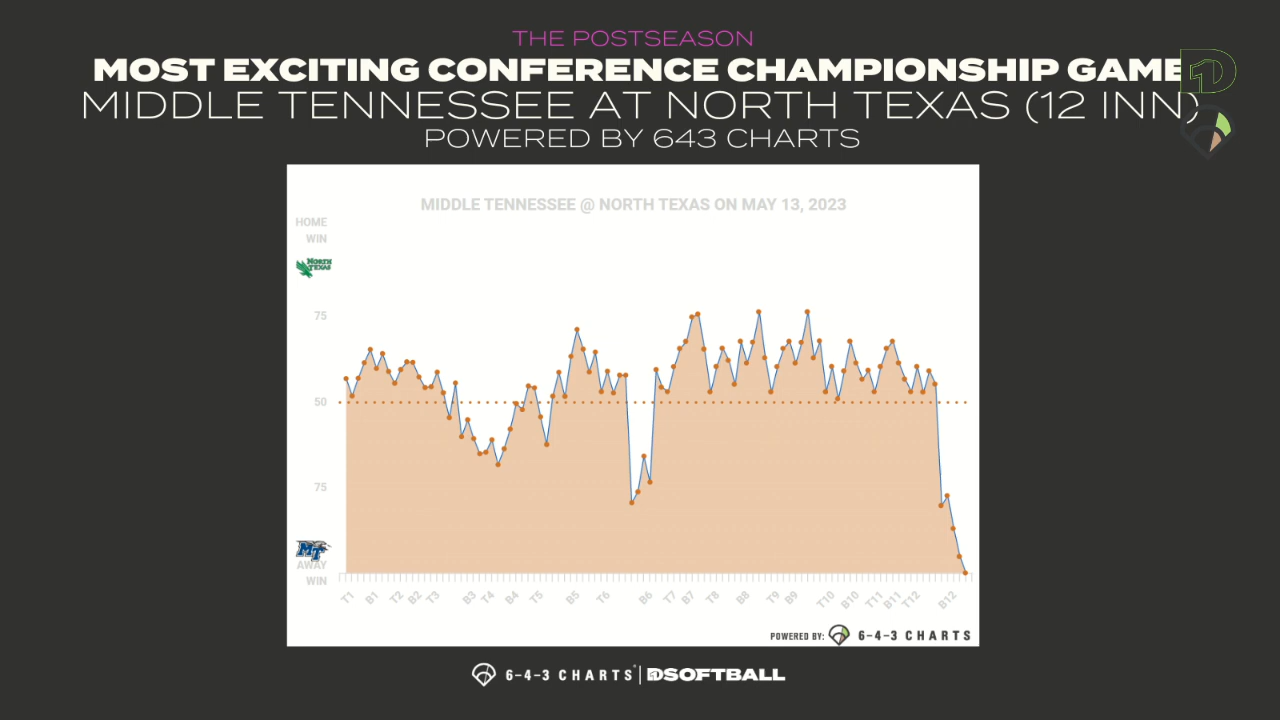 THE POSTSEASON
MOST EXCITING CONFERENCE CHAMPIONSHIP GAME
MIDDLE TENNESSEE AT NORTH TEXAS (12 INN)
POWERED BY 643 CHARTS
MIDDLE TENNESSEE @ NORTH TEXAS ON MAY 13, 2023
HOME
WIN
NORTH
TEXAS
75
50
75
MT
AWAY
WIN
T1 B1 T2 B2 T3 B3 T4 B4 T5 B5 T6 B6 T7 B7 T8 B8 T9 B9 T10 B10 T11 B11 T12 B12
POWERED BY: 6-4-3 CHARTS
6-4-3 CHARTS | D1SOFTBALL